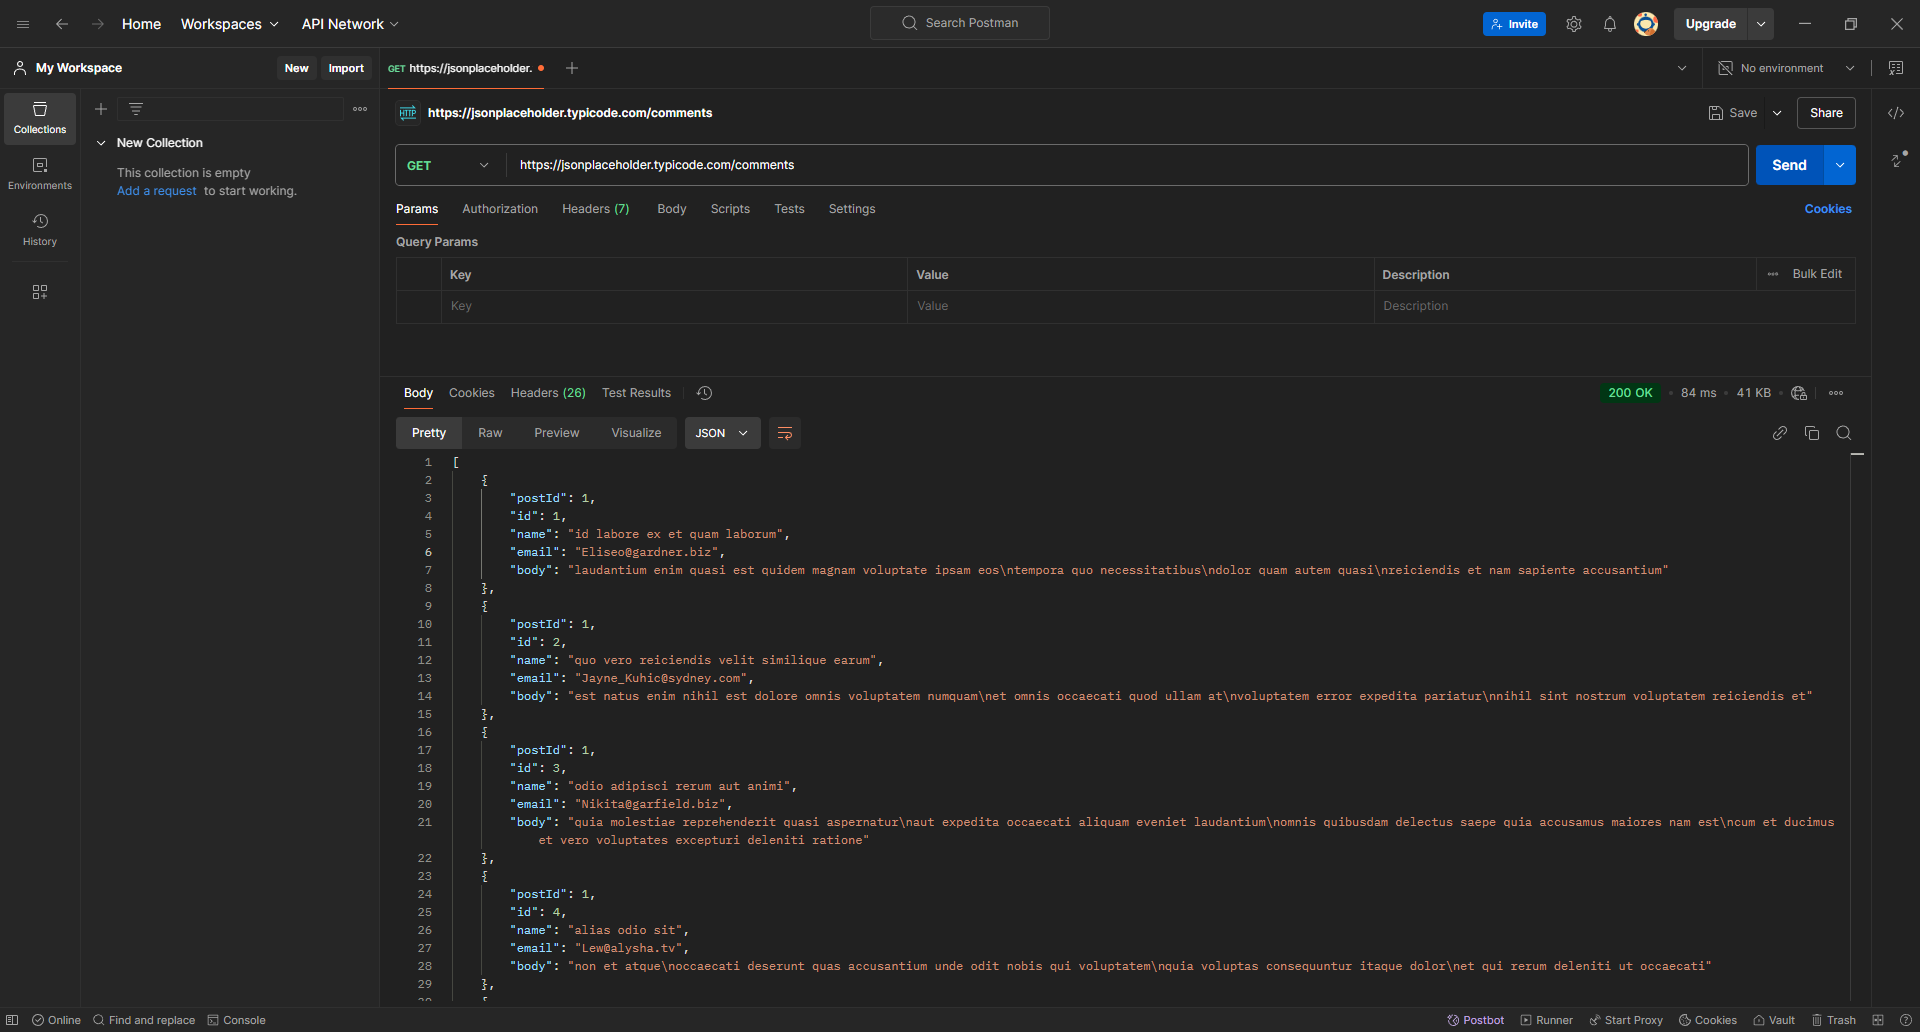 Home Workspaces API Network Search Postman Invite Upgrade
My Workspace New Import GET https://jsonplaceholder. No environment
Collections
Environments
History
New Collection
This collection is empty
Add a request to start working.
HTTP https://jsonplaceholder.typicode.com/comments Save Share
GET https://jsonplaceholder.typicode.com/comments Send
Params Authorization Headers (7) Body Scripts Tests Settings Cookies
Query Params
Key Value Description Bulk Edit
Key Value Description
Body Cookies Headers (26) Test Results 200 OK 84 ms 41 KB
Pretty Raw Preview Visualize JSON
1 [
2 {
3 "postId": 1,
4 "id": 1,
5 "name": "id labore ex et quam laborum",
6 "email": "Eliseo@gardner.biz",
7 "body": "laudantium enim quasi est quidem magnam voluptate ipsam eos\ntempora quo necessitatibus\ndolor quam autem quasi\nreiciendis et nam sapiente accusantium"
8 },
9 {
10 "postId": 1,
11 "id": 2,
12 "name": "quo vero reiciendis velit similique earum",
13 "email": "Jayne_Kuhic@sydney.com",
14 "body": "est natus enim nihil est dolore omnis voluptatem numquam\net omnis occaecati quod ullam at\nvoluptatem error expedita pariatur\nnihil sint nostrum voluptatem reiciendis et"
15 },
16 {
17 "postId": 1,
18 "id": 3,
19 "name": "odio adipisci rerum aut animi",
20 "email": "Nikita@garfield.biz",
21 "body": "quia molestiae reprehenderit quasi aspernatur\naut expedita occaecati aliquam eveniet laudantium\nomnis quibusdam delectus saepe quia accusamus maiores nam est\ncum et ducimus
et vero voluptates excepturi deleniti ratione"
22 },
23 {
24 "postId": 1,
25 "id": 4,
26 "name": "alias odio sit",
27 "email": "Lew@alysha.tv",
28 "body": "non et atque\noccaecati deserunt quas accusantium unde odit nobis qui voluptatem\nquia voluptas consequuntur itaque dolor\net qui rerum deleniti ut occaecati"
29 },
Online Find and replace Console Postbot Runner Start Proxy Cookies Vault Trash